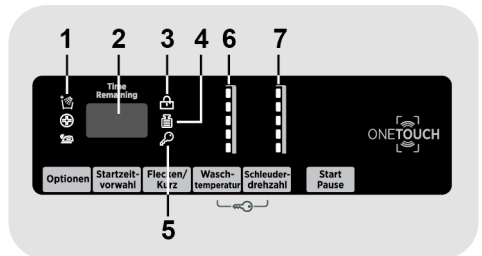 1
2
3
4
6
7
Time
Remaining
ONETOUCH
Optionen
Startzeit-
vorwahl
Flecken/
Kurz
Wasch-
temperatur
Schleuder-
drehzahl
Start
Pause
5